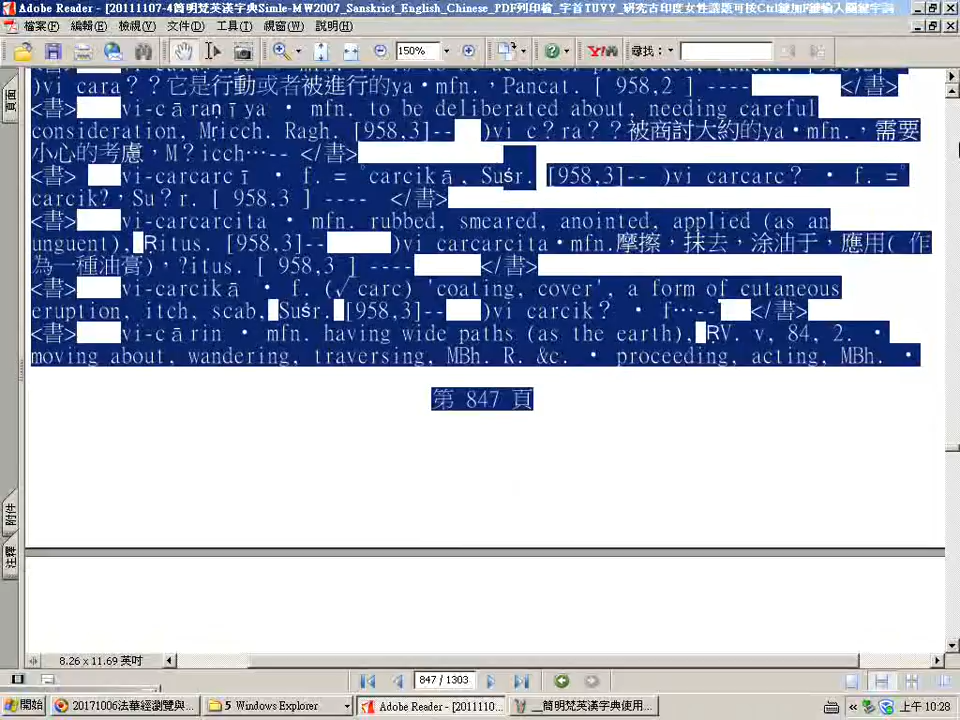 Adobe Reader - [20111107-4簡明梵英漢字典Simle-MW2007_Sanskrict_English_Chinese_PDF列印檔_字首TUVY_研究古印度女性議題可按Ctrl鍵加F鍵輸入關鍵字詞
檔案(F) 編輯(E) 檢視(V) 文件(D) 工具(T) 視窗(W) 說明(H)
150% 尋找：
頁面
)vi cara？？它是行動或者被進行的ya‧mfn.，Pancat. [ 958,2 ] ---- </書>
<書> vi-cāraṇīya ‧ mfn. to be deliberated about, needing careful
consideration, Mṛicch. Ragh. [958,3]-- )vi c？ra？？被商討大約的ya‧mfn.，需要
小心的考慮，M？icch…-- </書>
<書> vi-carcarcī ‧ f. = °carcikā, Suśr. [958,3]-- )vi carcarc? ‧ f. =°
carcik?，Su？r. [ 958,3 ] ---- </書>
<書> vi-carcarcita ‧ mfn. rubbed, smeared, anointed, applied (as an
unguent), Ṛitus. [958,3]-- )vi carcarcita‧mfn.摩擦，抹去，涂油于，應用( 作
為一種油膏)，?itus. [ 958,3 ] ---- </書>
<書> vi-carcikā ‧ f. (√carc) 'coating, cover', a form of cutaneous
eruption, itch, scab, Suśr. [958,3]-- )vi carcik？ ‧ f…--  </書>
<書> vi-cārin ‧ mfn. having wide paths (as the earth), ṚV. v, 84, 2. ‧
moving about, wandering, traversing, MBh. R. &c. ‧ proceeding, acting, MBh. ‧
第 847 頁
附件
注釋
8.26 x 11.69 英吋
847 / 1303
開始 20171006法華經瀏覽與... 5 Windows Explorer Adobe Reader - [2011110... __簡明梵英漢字典使用... 上午 10:28